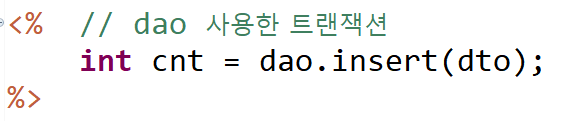 <%  // dao 사용한 트랜잭션
    int cnt = dao.insert(dto);
%>